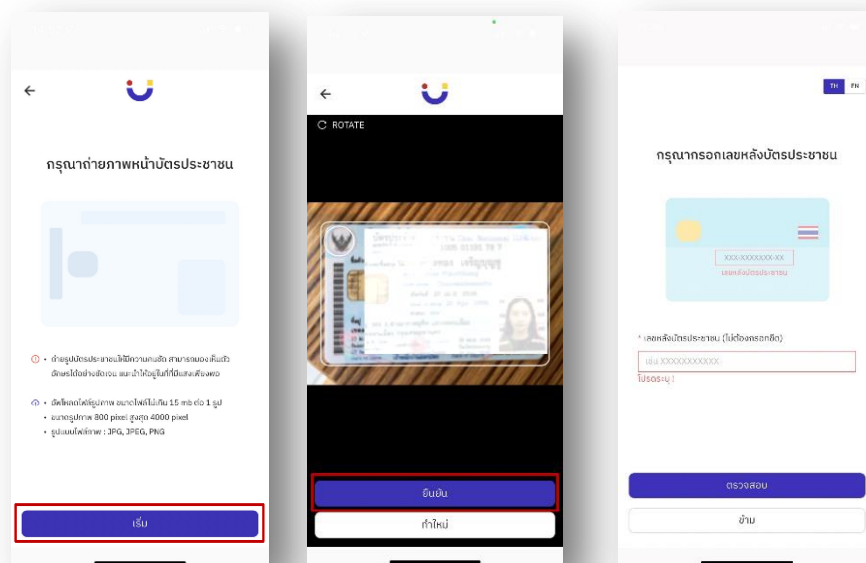 กรุณาถ่ายภาพหน้าบัตรประชาชน
• ถ่ายรูปบัตรประชาชนให้มีความคมชัด สามารถมองเห็นตัว
อักษรได้อย่างชัดเจน แนะนำให้อยู่ในที่ที่มีแสงเพียงพอ
• อัพโหลดไฟล์รูปภาพ ขนาดไฟล์ไม่เกิน 15 mb ต่อ 1 รูป
• ขนาดรูปภาพ 800 pixel สูงสุด 4000 pixel
• รูปแบบไฟล์ภาพ : JPG, JPEG, PNG
เริ่ม
ROTATE
ยืนยัน
ทำใหม่
TH EN
กรุณากรอกเลขหลังบัตรประชาชน
XXX-XXXXXXX-XX
เลขหลังบัตรประชาชน
* เลขหลังบัตรประชาชน (ไม่ต้องกรอกขีด)
เช่น XXXXXXXXXXXX
โปรดระบุ !
ตรวจสอบ
ข้าม